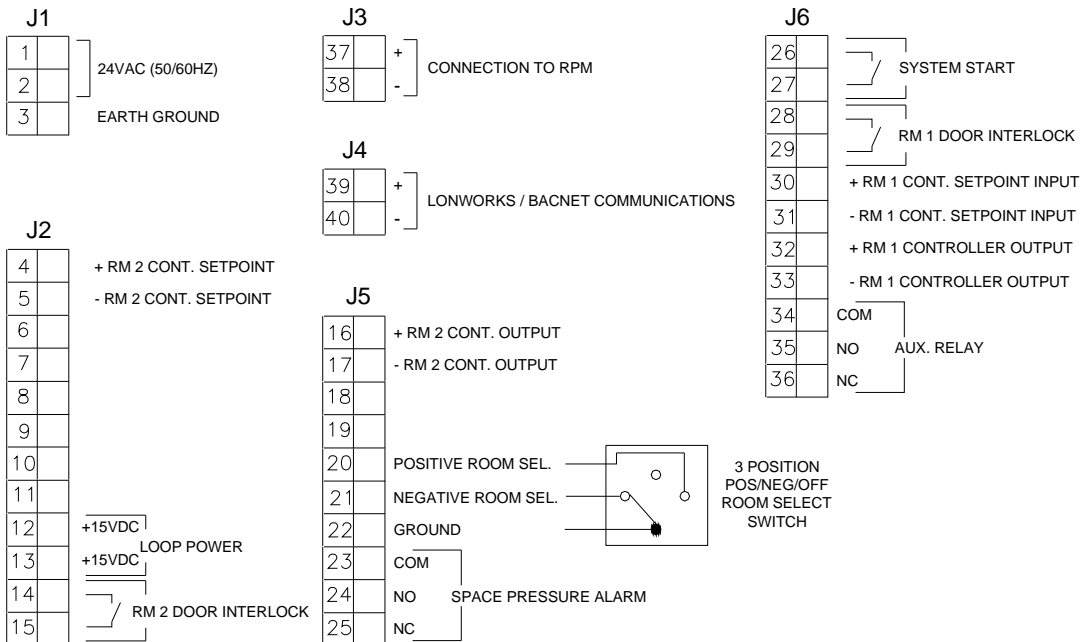 J1
1
2
24VAC (50/60HZ)
3 EARTH GROUND
J2
4 + RM 2 CONT. SETPOINT
5 - RM 2 CONT. SETPOINT
6
7
8
9
10
11
12 +15VDC
LOOP POWER
13 +15VDC
14
RM 2 DOOR INTERLOCK
15
J3
37 +
CONNECTION TO RPM
38 -
J4
39 +
LONWORKS / BACNET COMMUNICATIONS
40 -
J5
16 + RM 2 CONT. OUTPUT
17 - RM 2 CONT. OUTPUT
18
19
20 POSITIVE ROOM SEL.
21 NEGATIVE ROOM SEL.
22 GROUND
3 POSITION
POS/NEG/OFF
ROOM SELECT
SWITCH
23 COM
24 NO SPACE PRESSURE ALARM
25 NC
J6
26
SYSTEM START
27
28
RM 1 DOOR INTERLOCK
29
30 + RM 1 CONT. SETPOINT INPUT
31 - RM 1 CONT. SETPOINT INPUT
32 + RM 1 CONTROLLER OUTPUT
33 - RM 1 CONTROLLER OUTPUT
34 COM
35 NO AUX. RELAY
36 NC